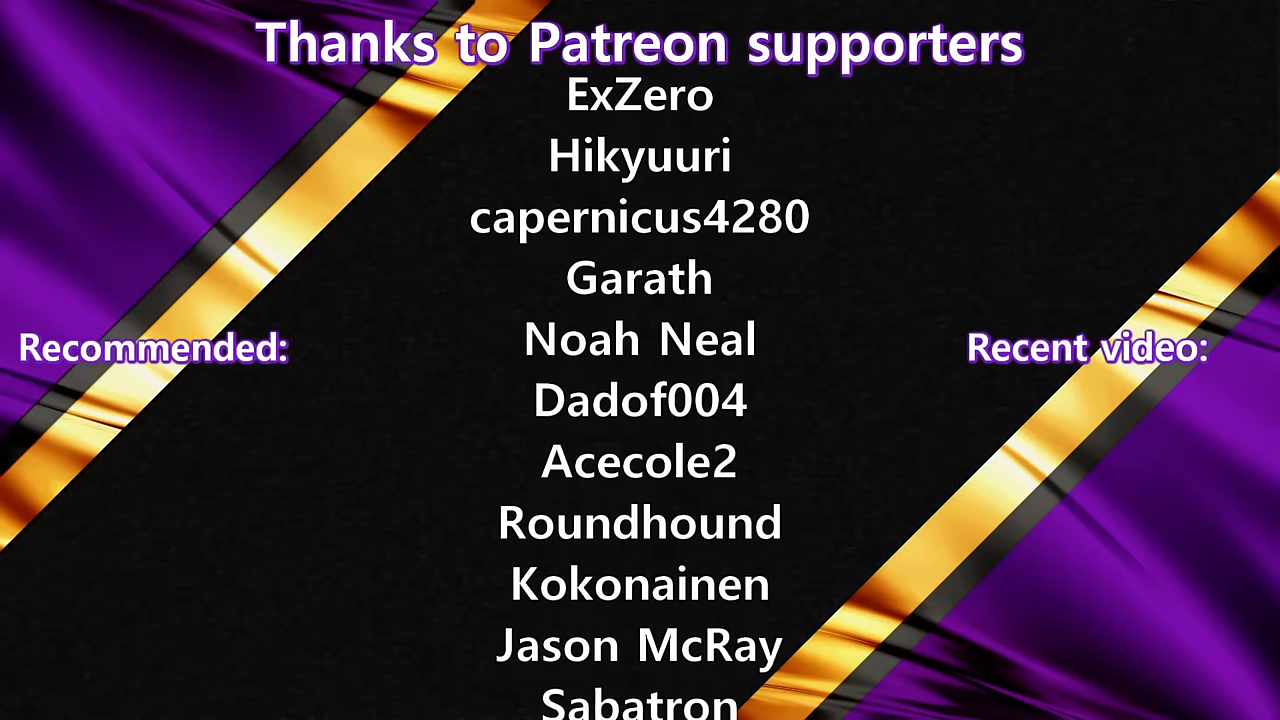 Thanks to Patreon supporters
ExZero
Hikyuuri
capernicus4280
Garath
Noah Neal
Recommended:
Recent video:
Dadof004
Acecole2
Roundhound
Kokonainen
Jason McRay
Sabatron